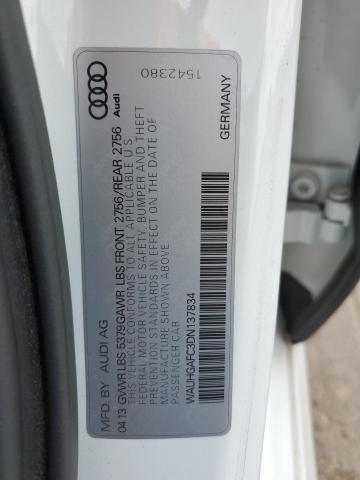 MFD. BY AUDI AG
04 13 GVWR LBS 5379 GAWR LBS FRONT 2756/REAR 2756
THIS VEHICLE CONFORMS TO ALL APPLICABLE U S
FEDERAL MOTOR VEHICLE SAFETY, BUMPER AND THEFT
PREVENTION STANDARDS IN EFFECT ON THE DATE OF
MANUFACTURE SHOWN ABOVE
PASSENGER CAR
WAUHGAFC3DN137834
GERMANY
Audi
1542380